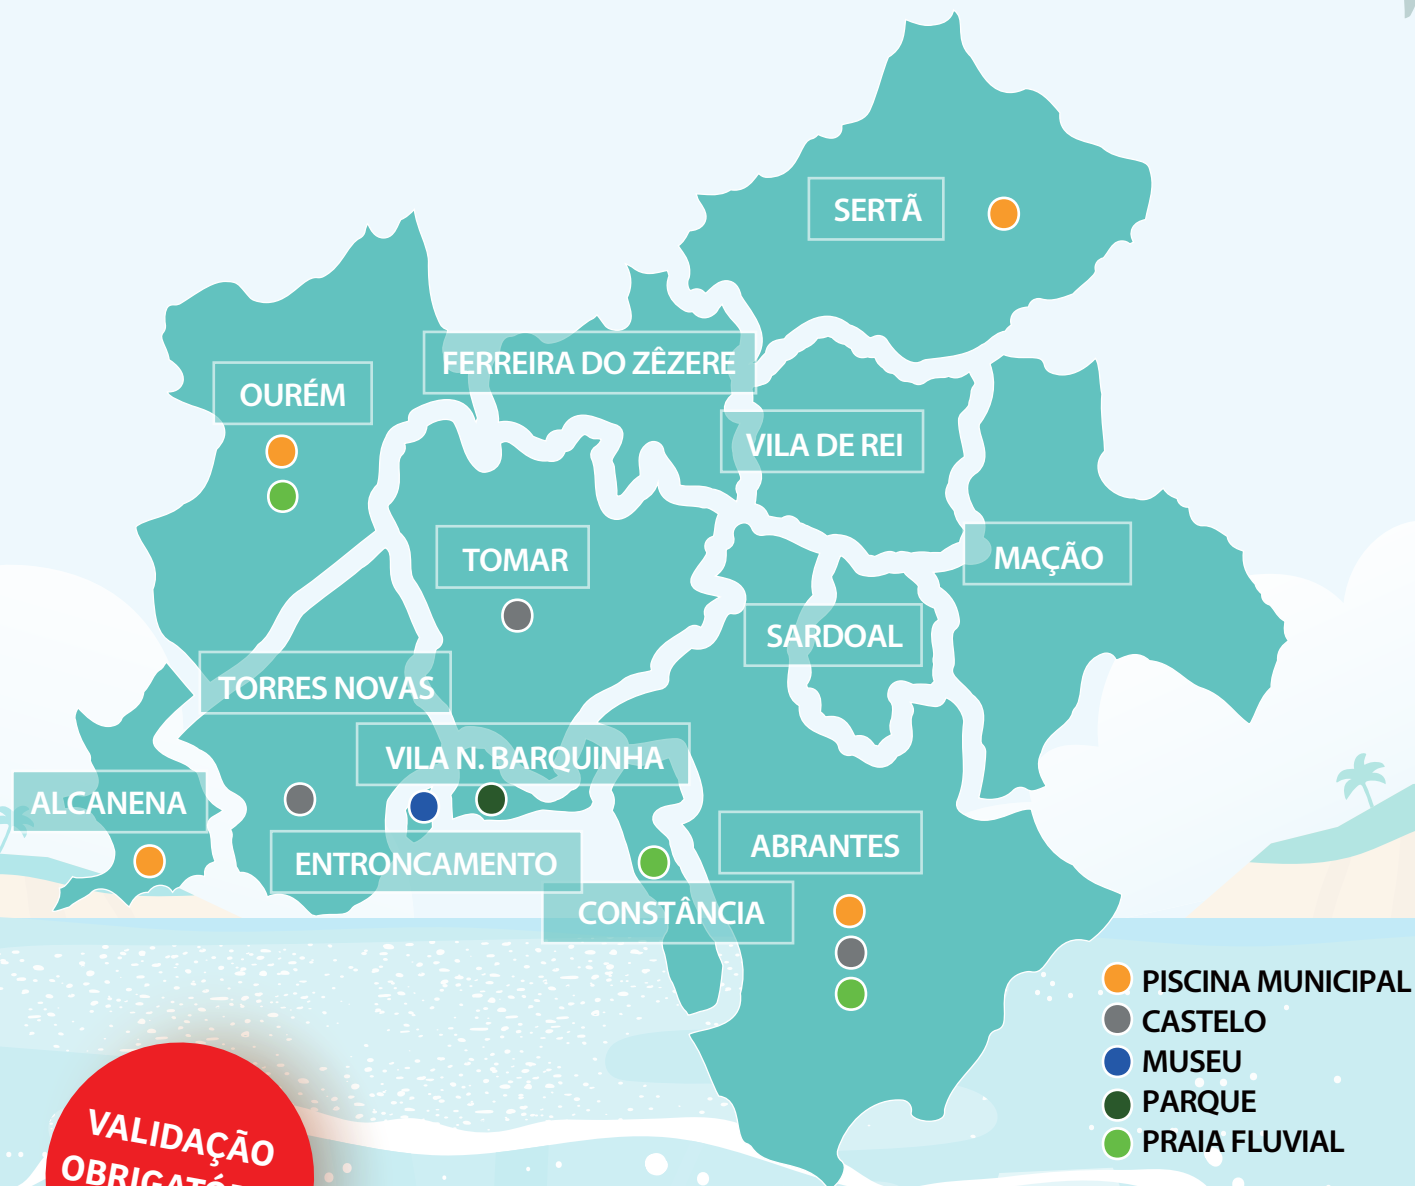 SERTÃ
FERREIRA DO ZÊZERE
OURÉM
VILA DE REI
TOMAR
MAÇÃO
SARDOAL
TORRES NOVAS
VILA N. BARQUINHA
ALCANENA
ABRANTES
ENTRONCAMENTO
CONSTÂNCIA
PISCINA MUNICIPAL
CASTELO
MUSEU
PARQUE
PRAIA FLUVIAL
VALIDAÇÃO